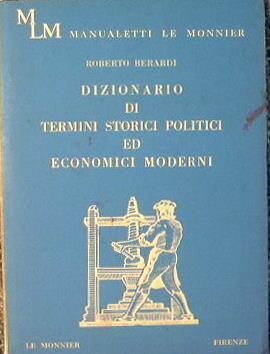 MLM MANUALETTI LE MONNIER
ROBERTO BERARDI
DIZIONARIO
DI
TERMINI STORICI POLITICI
ED
ECONOMICI MODERNI
LE MONNIER FIRENZE